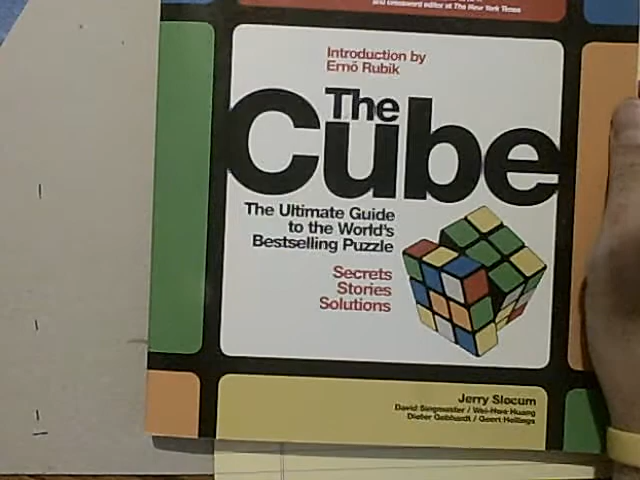 and crossword editor at The New York Times
Introduction by
Ernő Rubik
The
Cube
The Ultimate Guide
to the World's
Bestselling Puzzle
Secrets
Stories
Solutions
Jerry Slocum
David Singmaster / Wei-Hwa Huang
Dieter Gebhardt / Geert Hellings